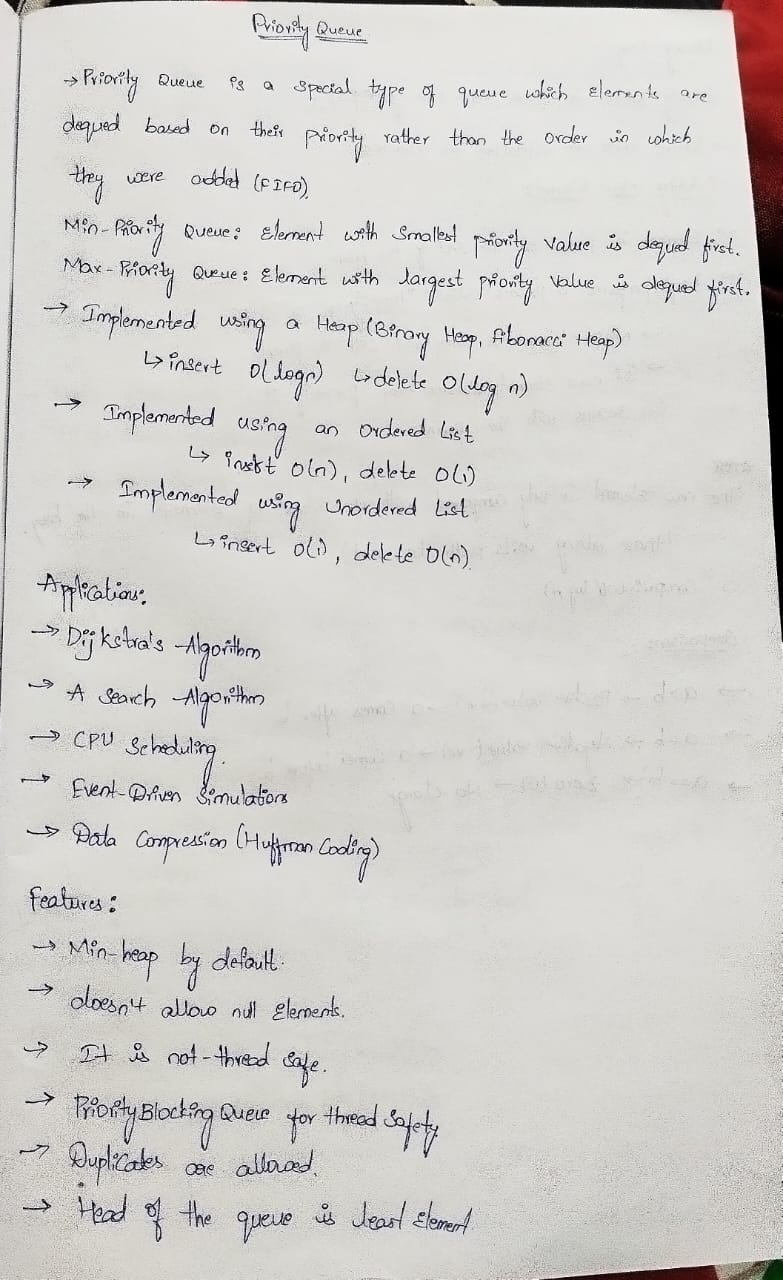 Priority Queue
→ Priority Queue is a special type of queue which elements are
dequed based on their priority rather than the order in which
they were added (FIFO).
Min-Priority Queue: Element with smallest priority value is dequed first.
Max-Priority Queue: Element with largest priority value is dequed first.
→ Implemented using a Heap (Binary Heap, fibonacci Heap)
↳ insert O(logn) ↳ delete O(log n)
→ Implemented using an ordered List
↳ insert O(n), delete O(1)
→ Implemented using Unordered List
↳ insert O(1), delete O(n)
Applications:
→ Dijkstra's Algorithm
→ A Search Algorithm
→ CPU Scheduling.
→ Event-Driven Simulations
→ Data Compression (Huffman Coding)
Features:
→ Min-heap by default.
→ doesn't allow null Elements.
→ It is not-thread safe.
→ PriorityBlockingQueue for thread Safety
→ Duplicates are allowed.
→ Head of the queue is least Element